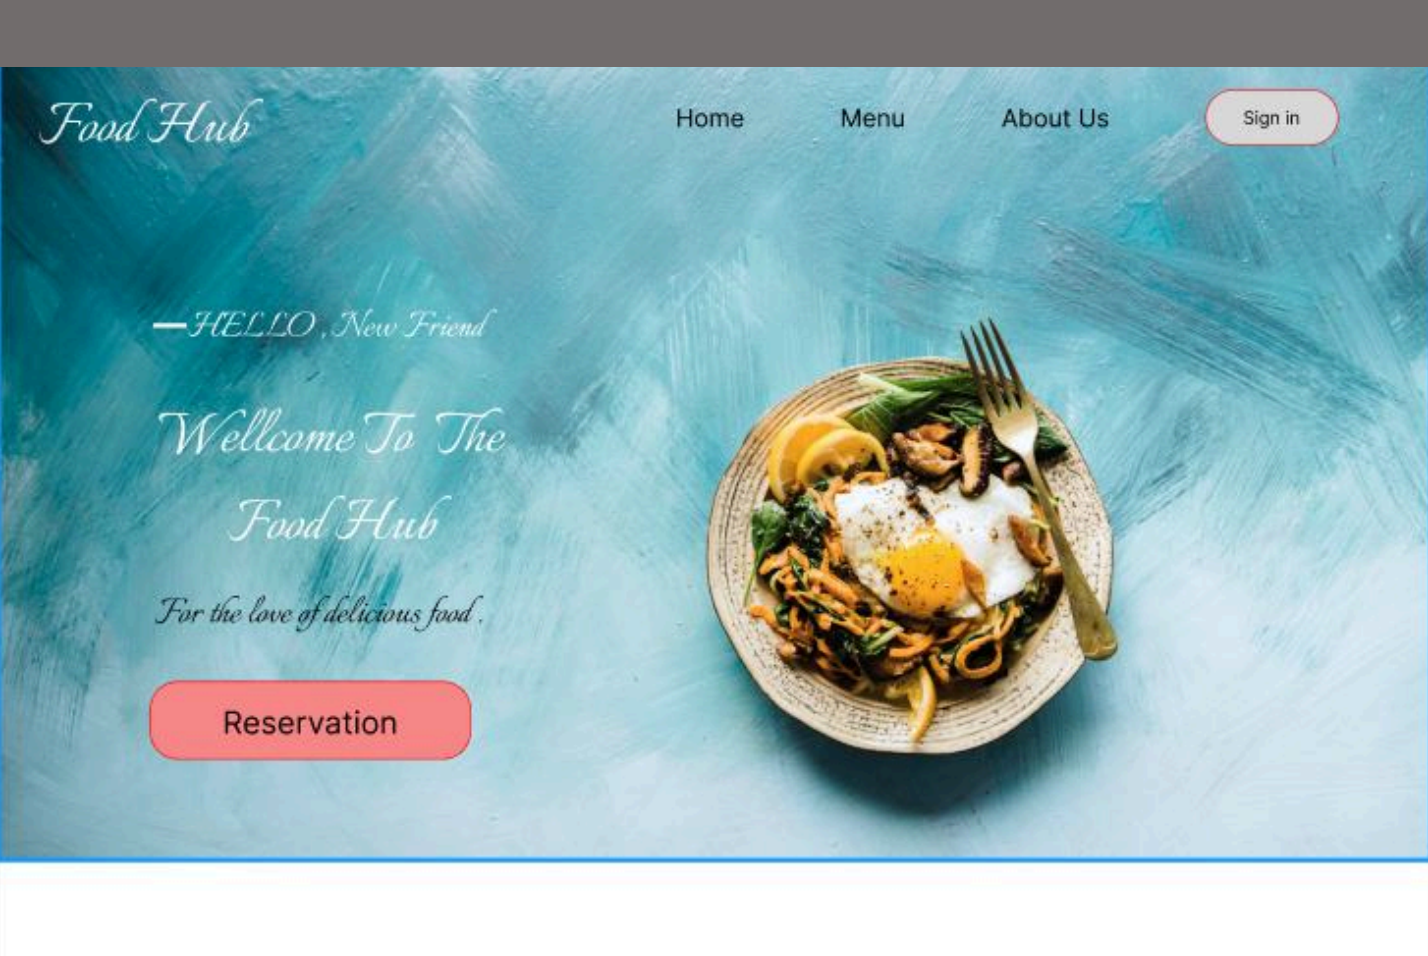 Food Hub
Home Menu About Us Sign in
—HELLO , New Friend
Wellcome To The
Food Hub
For the love of delicious food .
Reservation